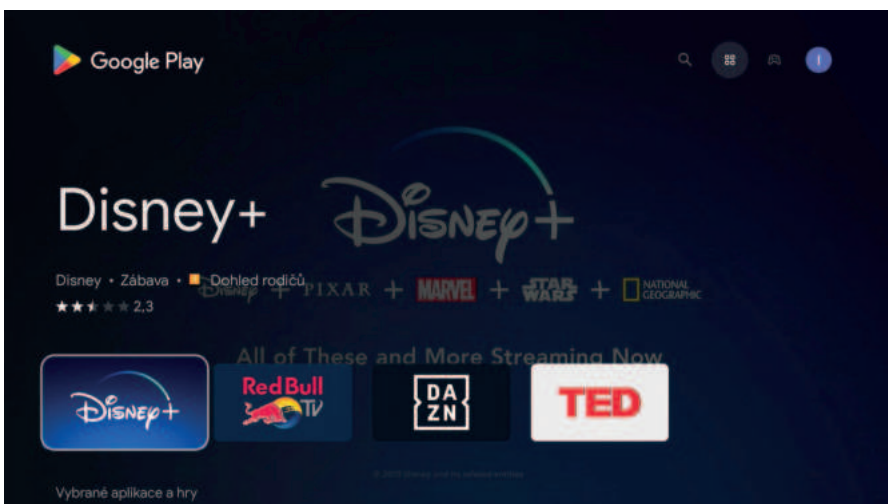 Google Play
I
Disney+
Disney+
Disney • Zábava • Dohled rodičů
Disney + PIXAR + MARVEL + STAR WARS + NATIONAL GEOGRAPHIC
★★★★★ 2,3
All of These and More Streaming Now
Disney+
Red Bull TV
DAZN
TED
Vybrané aplikace a hry